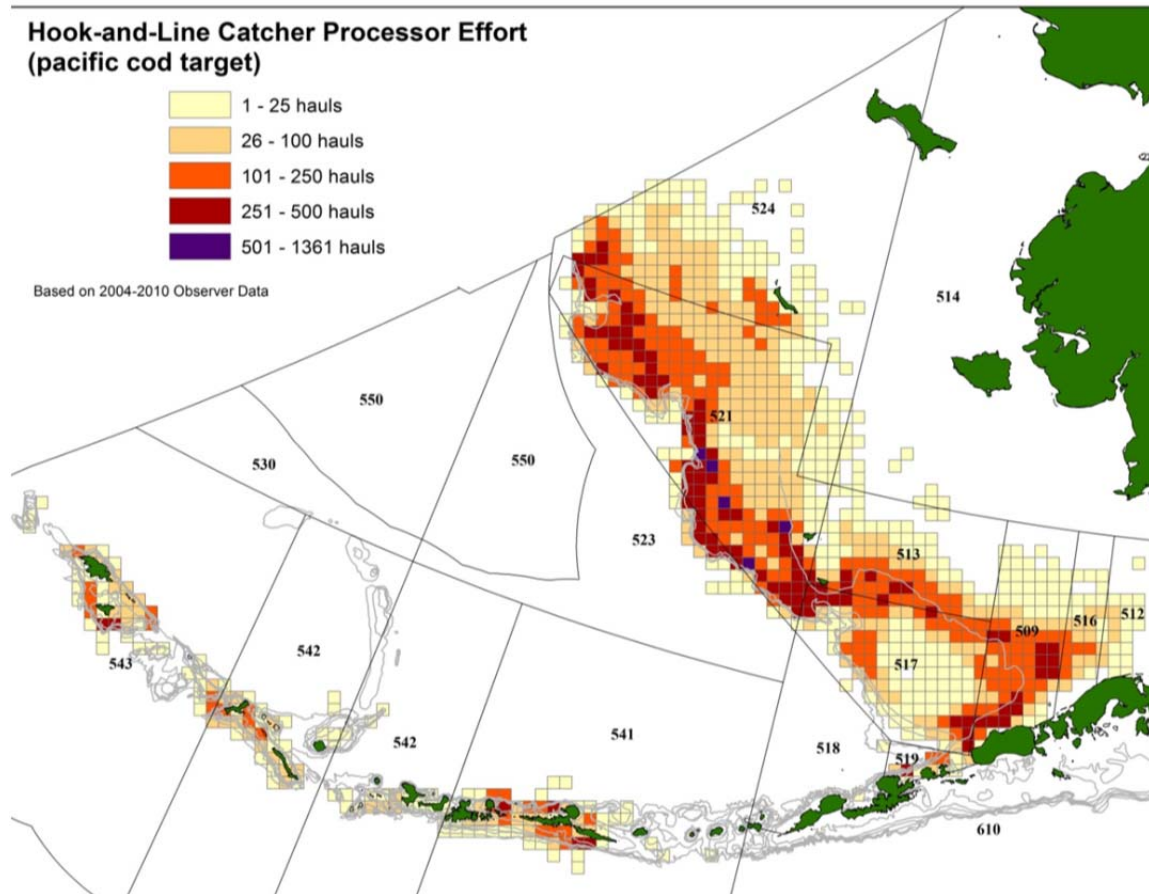 Hook-and-Line Catcher Processor Effort
(pacific cod target)
1 - 25 hauls
26 - 100 hauls
101 - 250 hauls
251 - 500 hauls
501 - 1361 hauls
Based on 2004-2010 Observer Data
524
514
550
521
530
550
523
513
543
542
509
516
512
517
542
541
518
519
610